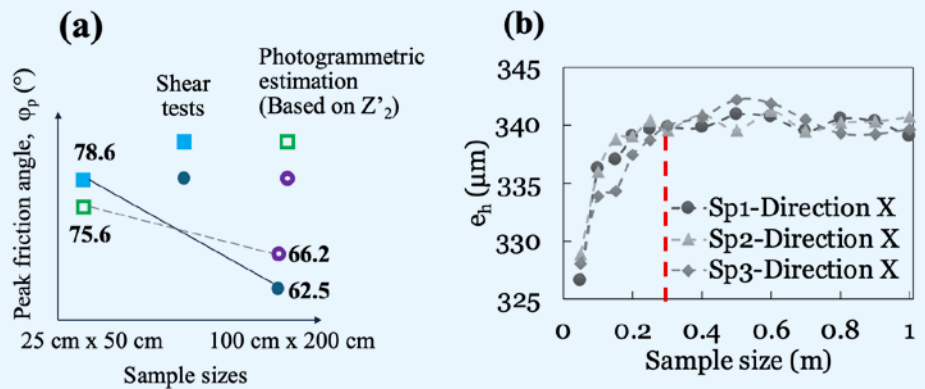 (a)
Shear
tests
Photogrammetric
estimation
(Based on Z'₂)
Peak friction angle, φₚ (°)
78.6
75.6
66.2
62.5
25 cm x 50 cm
100 cm x 200 cm
Sample sizes
(b)
345
340
335
330
325
eₕ (μm)
Sp1-Direction X
Sp2-Direction X
Sp3-Direction X
0
0.2
0.4
0.6
0.8
1
Sample size (m)